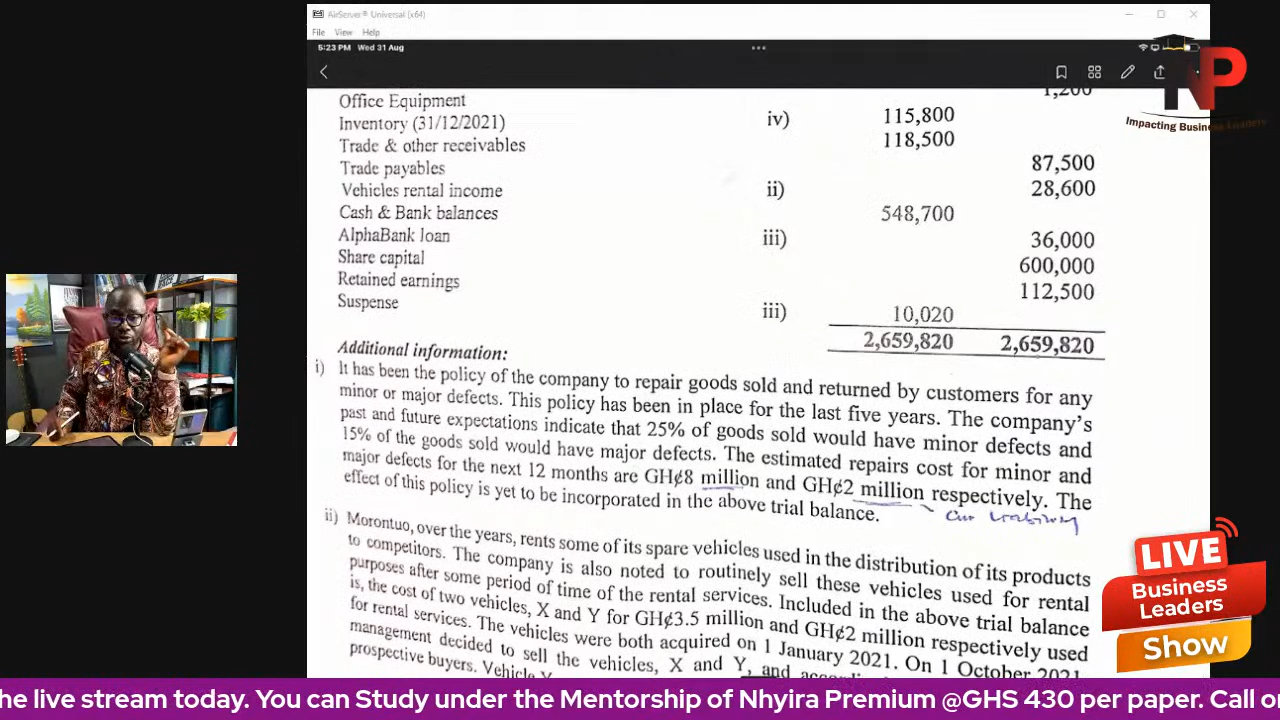 AirServer® Universal (x64)
File View Help
5:23 PM Wed 31 Aug
NP
Impacting Business Leaders
1,200
Office Equipment
Inventory (31/12/2021) iv) 115,800
Trade & other receivables 118,500
Trade payables 87,500
Vehicles rental income ii) 28,600
Cash & Bank balances 548,700
AlphaBank loan iii) 36,000
Share capital 600,000
Retained earnings 112,500
Suspense iii) 10,020
2,659,820 2,659,820
Additional information:
i) It has been the policy of the company to repair goods sold and returned by customers for any
minor or major defects. This policy has been in place for the last five years. The company's
past and future expectations indicate that 25% of goods sold would have minor defects and
15% of the goods sold would have major defects. The estimated repairs cost for minor and
major defects for the next 12 months are GH¢8 million and GH¢2 million respectively. The
effect of this policy is yet to be incorporated in the above trial balance.
ii) Morontuo, over the years, rents some of its spare vehicles used in the distribution of its products
to competitors. The company is also noted to routinely sell these vehicles used for rental
purposes after some period of time of the rental services. Included in the above trial balance
is, the cost of two vehicles, X and Y for GH¢3.5 million and GH¢2 million respectively used
for rental services. The vehicles were both acquired on 1 January 2021. On 1 October 2021
management decided to sell the vehicles, X and Y, and
prospective buyers. Vehicle
LIVE
Business
Leaders
Show
he live stream today. You can Study under the Mentorship of Nhyira Premium @GHS 430 per paper. Call o